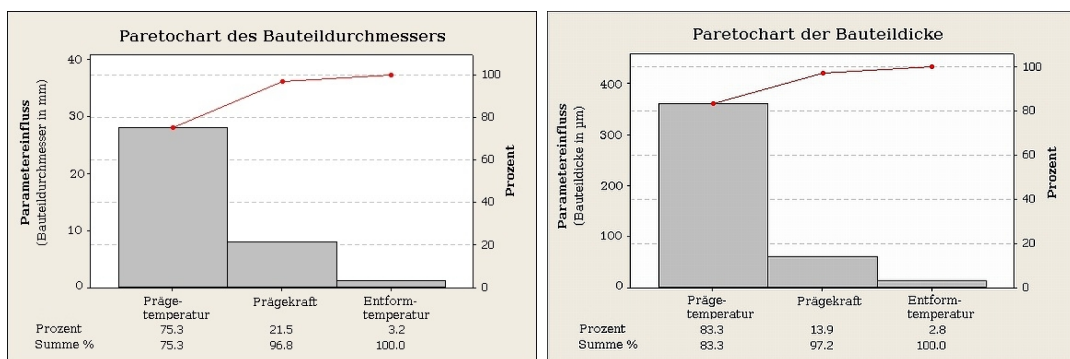 Paretochart des Bauteildurchmessers
Parametereinfluss
(Bauteildurchmesser in mm)
40
30
20
10
0
100
80
60
40
20
0
Prozent
Präge-
temperatur
Prägekraft
Entform-
temperatur
Prozent 75.3 21.5 3.2
Summe % 75.3 96.8 100.0
Paretochart der Bauteildicke
Parametereinfluss
(Bauteildicke in µm)
400
300
200
100
0
100
80
60
40
20
0
Prozent
Präge-
temperatur
Prägekraft
Entform-
temperatur
Prozent 83.3 13.9 2.8
Summe % 83.3 97.2 100.0